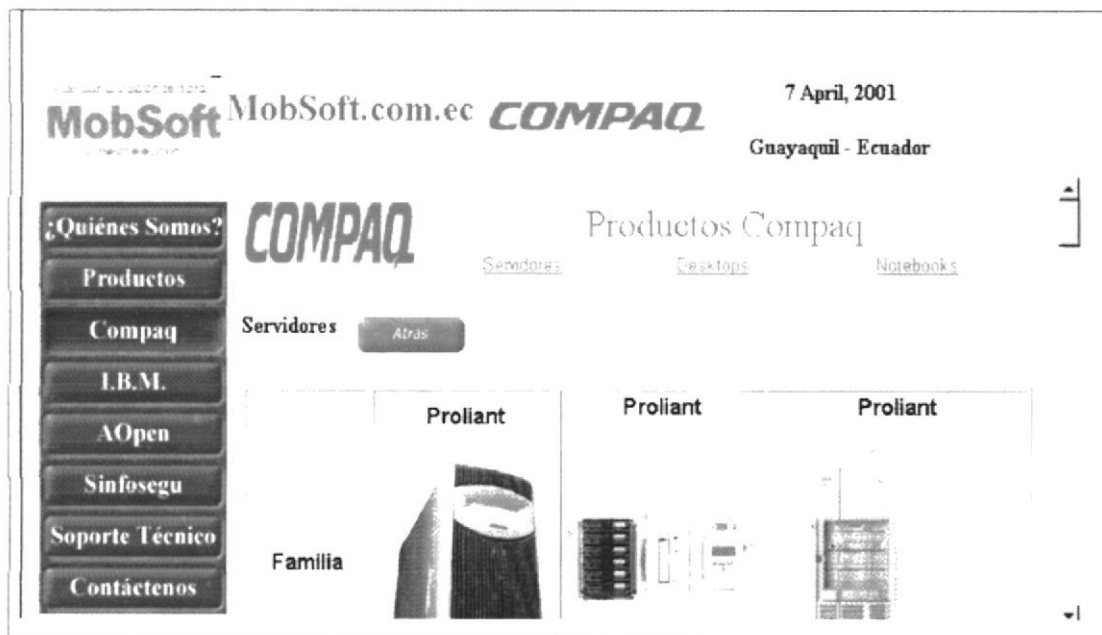 MobSoft
MobSoft.com.ec
COMPAQ
7 April, 2001
Guayaquil - Ecuador
¿Quiénes Somos?
Productos
Compaq
I.B.M.
AOpen
Sinfosegu
Soporte Técnico
Contáctenos
COMPAQ
Productos Compaq
Servidores
Desktops
Notebooks
Servidores
Atras
Proliant
Proliant
Proliant
Familia